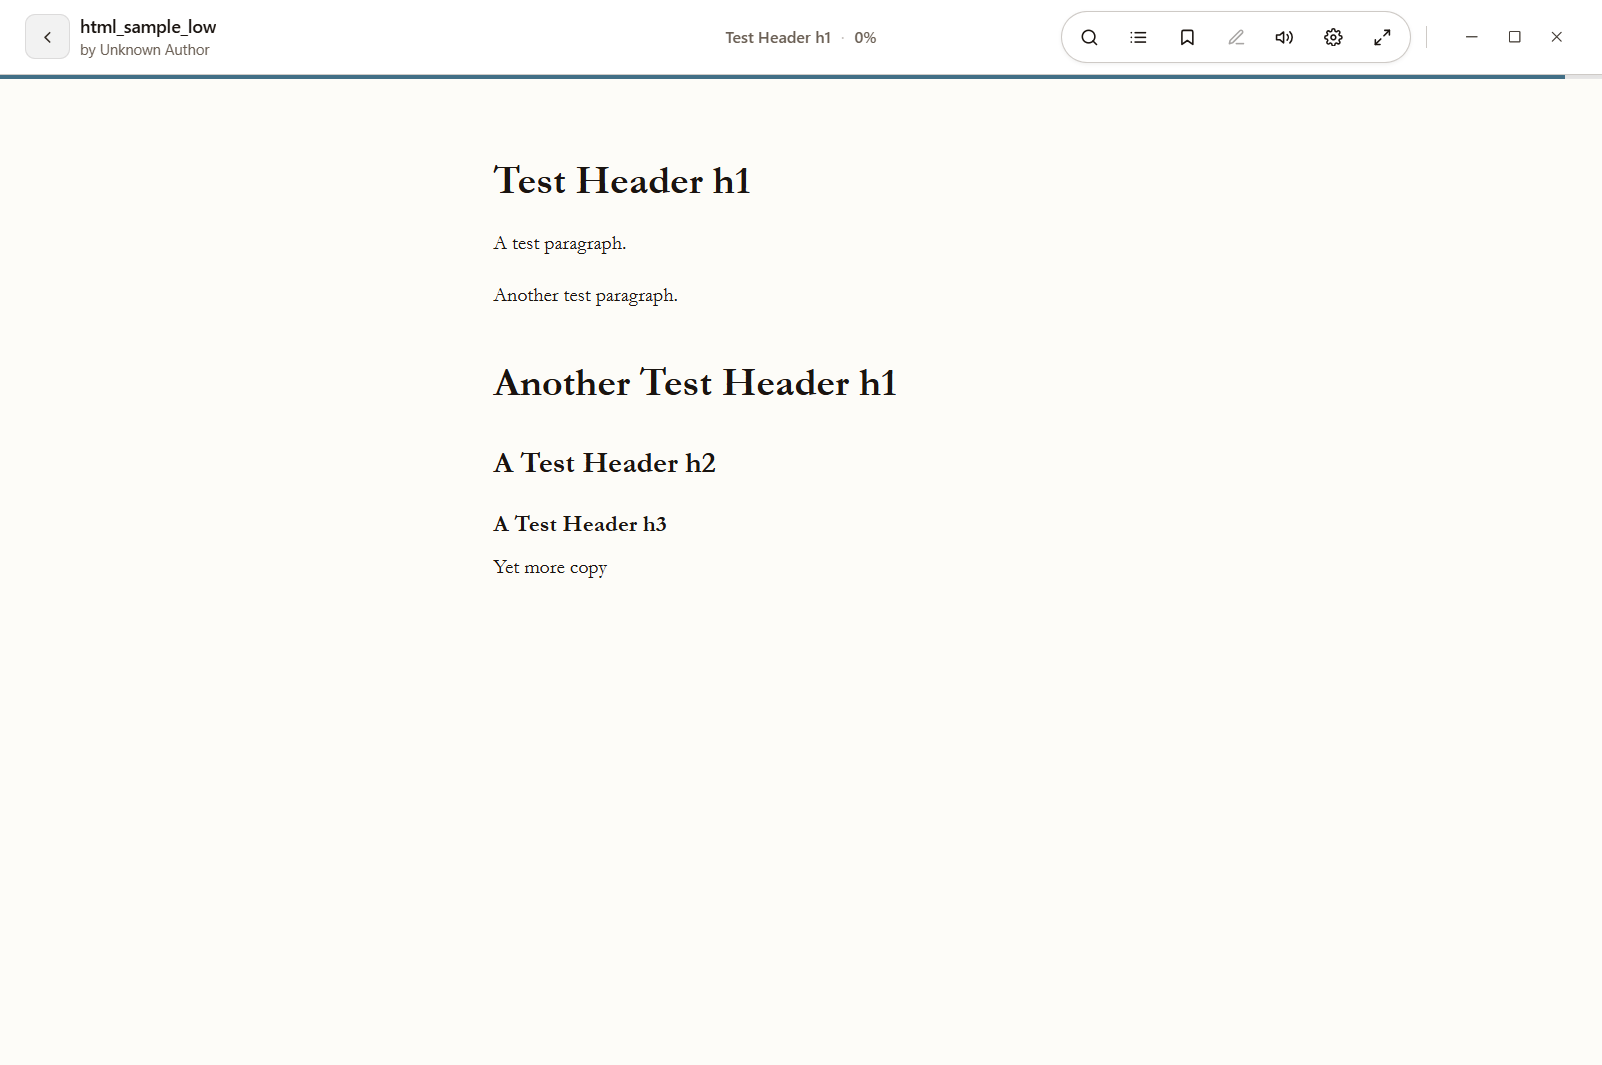 html_sample_low
by Unknown Author
Test Header h1 · 0%
Test Header h1
A test paragraph.
Another test paragraph.
Another Test Header h1
A Test Header h2
A Test Header h3
Yet more copy